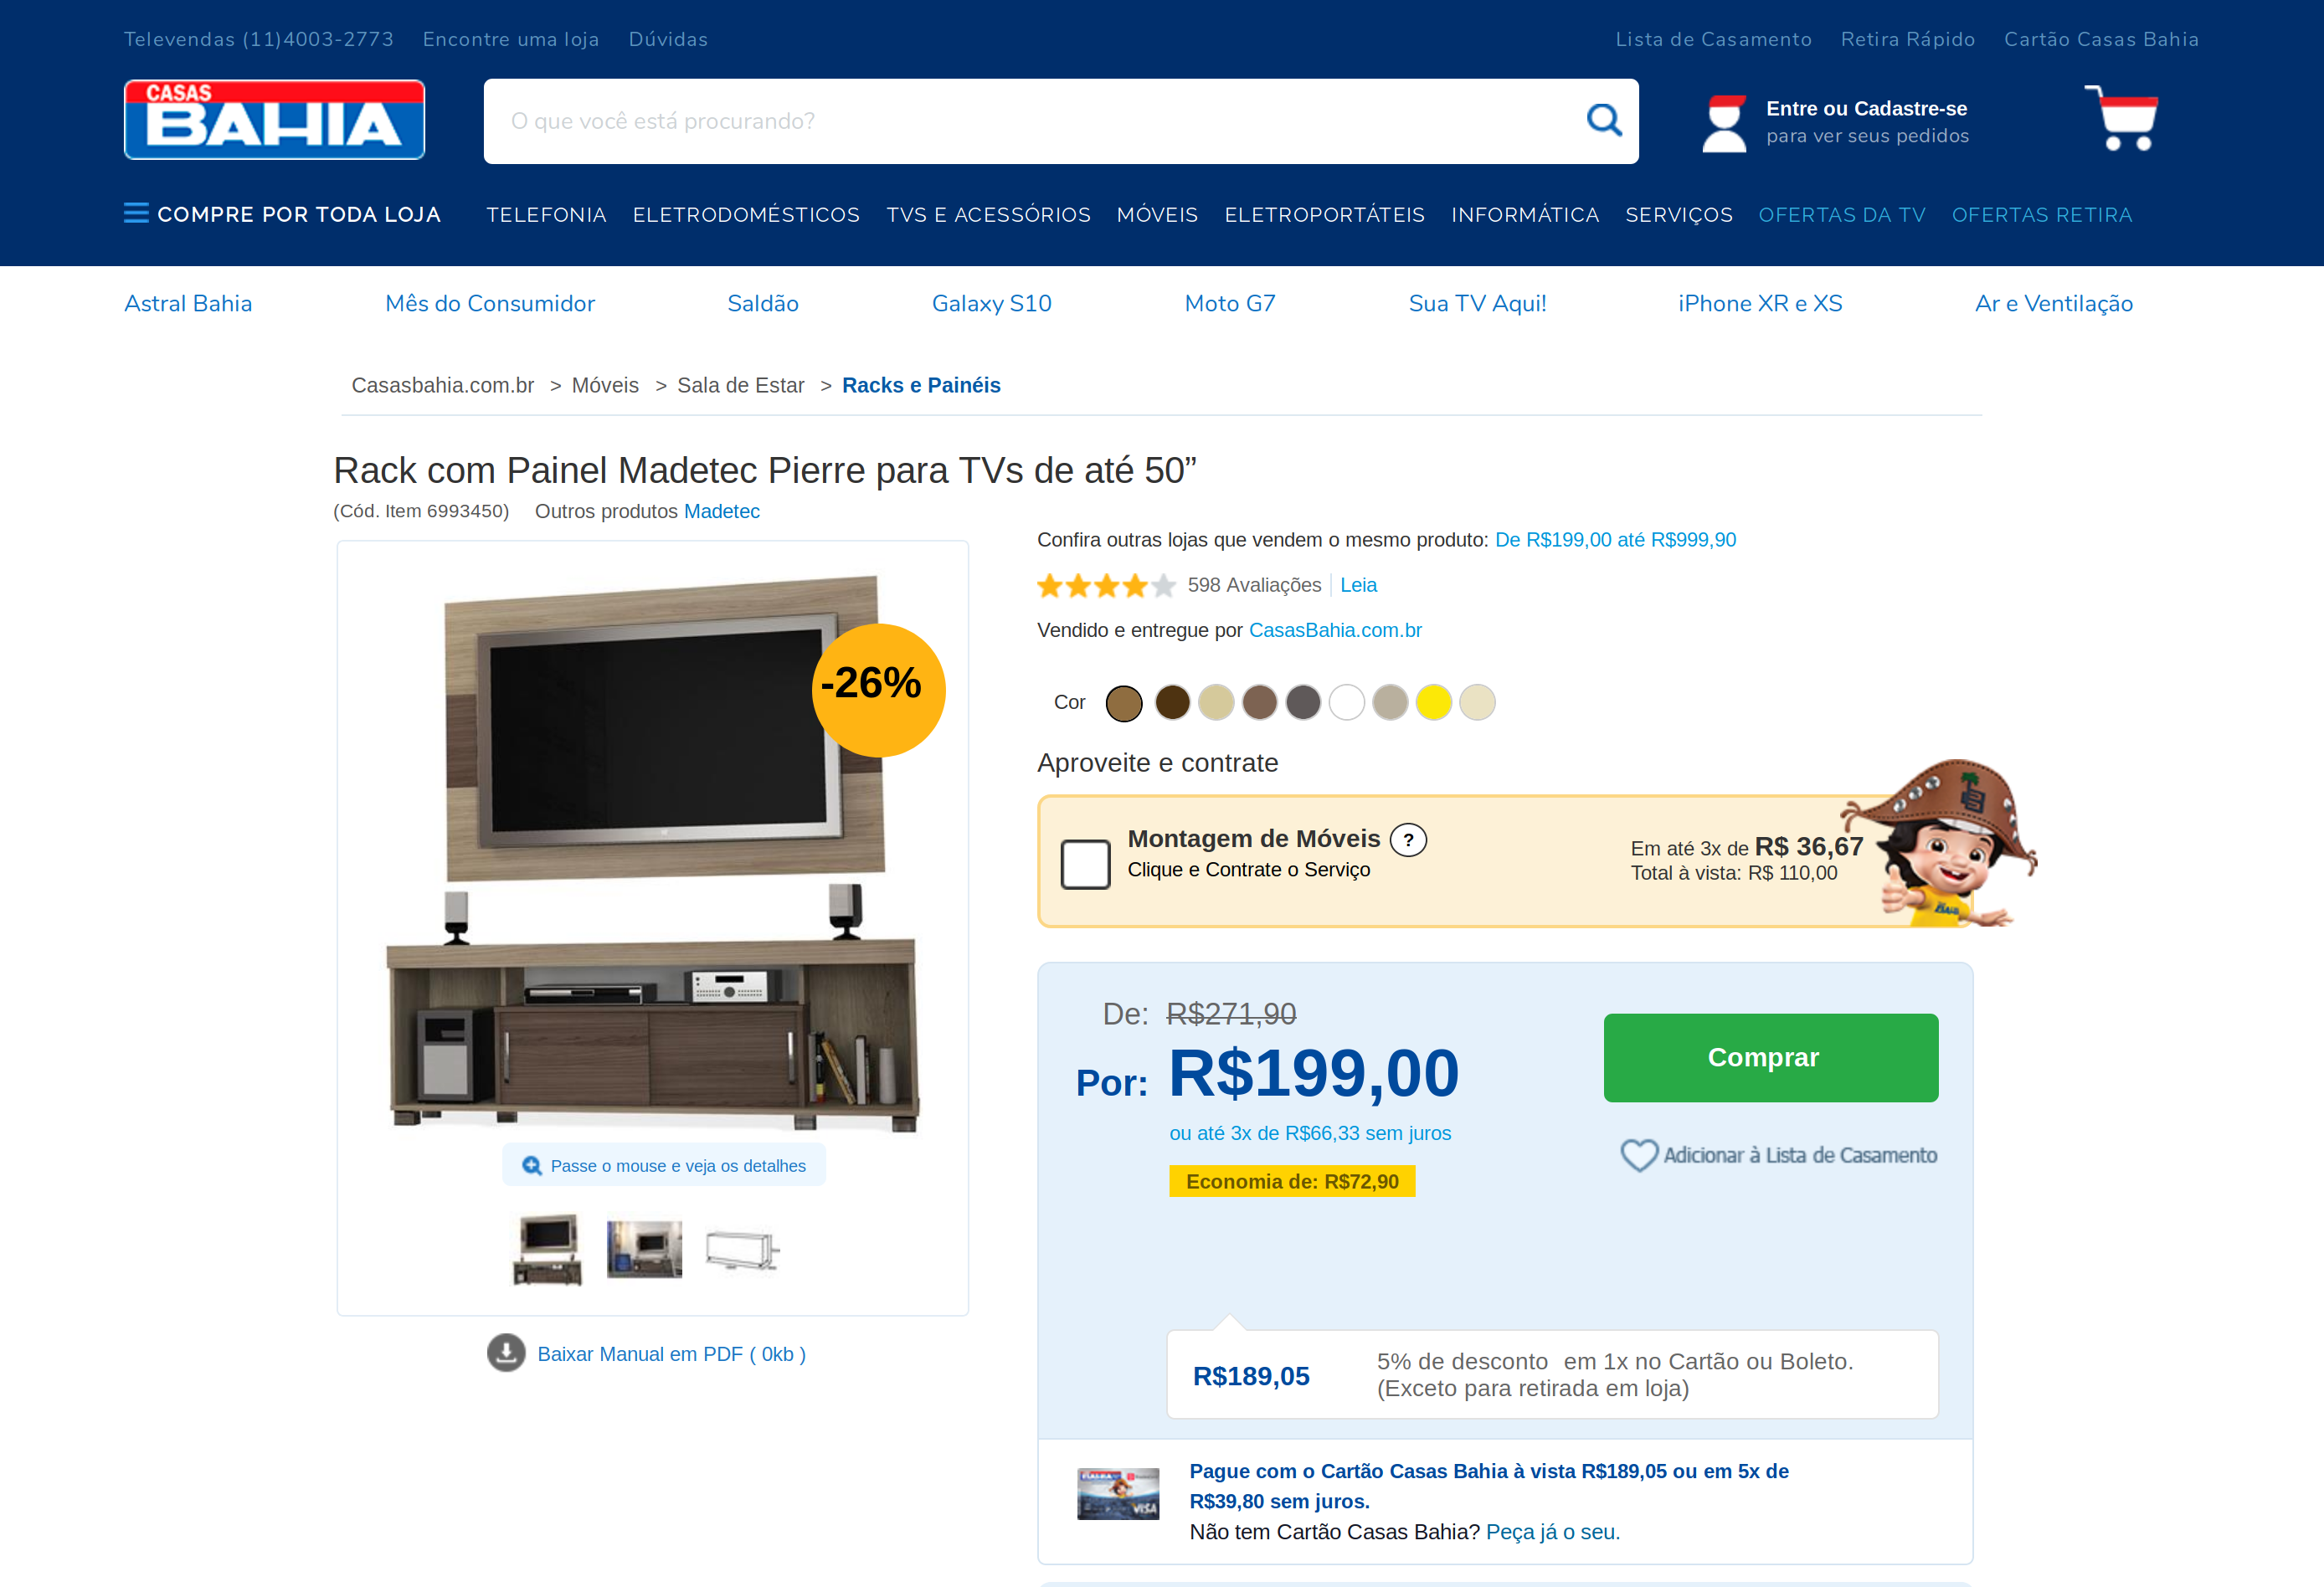 Televendas (11)4003-2773 Encontre uma loja Dúvidas Lista de Casamento Retira Rápido Cartão Casas Bahia
CASAS
BAHIA
O que você está procurando?
Entre ou Cadastre-se
para ver seus pedidos
COMPRE POR TODA LOJA TELEFONIA ELETRODOMÉSTICOS TVS E ACESSÓRIOS MÓVEIS ELETROPORTÁTEIS INFORMÁTICA SERVIÇOS OFERTAS DA TV OFERTAS RETIRA
Astral Bahia Mês do Consumidor Saldão Galaxy S10 Moto G7 Sua TV Aqui! iPhone XR e XS Ar e Ventilação
Casasbahia.com.br > Móveis > Sala de Estar > Racks e Painéis
Rack com Painel Madetec Pierre para TVs de até 50”
(Cód. Item 6993450) Outros produtos Madetec
-26%
Passe o mouse e veja os detalhes
Baixar Manual em PDF ( 0kb )
Confira outras lojas que vendem o mesmo produto: De R$199,00 até R$999,90
598 Avaliações Leia
Vendido e entregue por CasasBahia.com.br
Cor
Aproveite e contrate
Montagem de Móveis ?
Clique e Contrate o Serviço
Em até 3x de R$ 36,67
Total à vista: R$ 110,00
De: R$271,90
Por: R$199,00
ou até 3x de R$66,33 sem juros
Economia de: R$72,90
Comprar
Adicionar à Lista de Casamento
R$189,05
5% de desconto em 1x no Cartão ou Boleto.
(Exceto para retirada em loja)
VISA
Pague com o Cartão Casas Bahia à vista R$189,05 ou em 5x de
R$39,80 sem juros.
Não tem Cartão Casas Bahia? Peça já o seu.